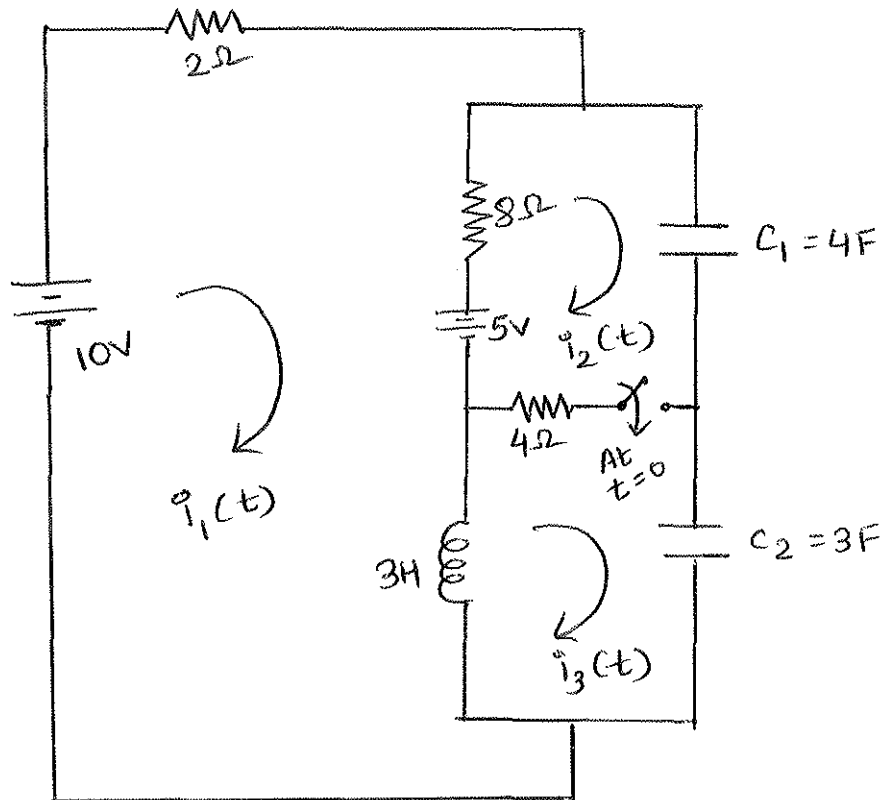 2Ω
8Ω
C₁ = 4F
5V
i₂(t)
10V
4Ω
At
t=0
i₁(t)
3H
C₂ = 3F
i₃(t)